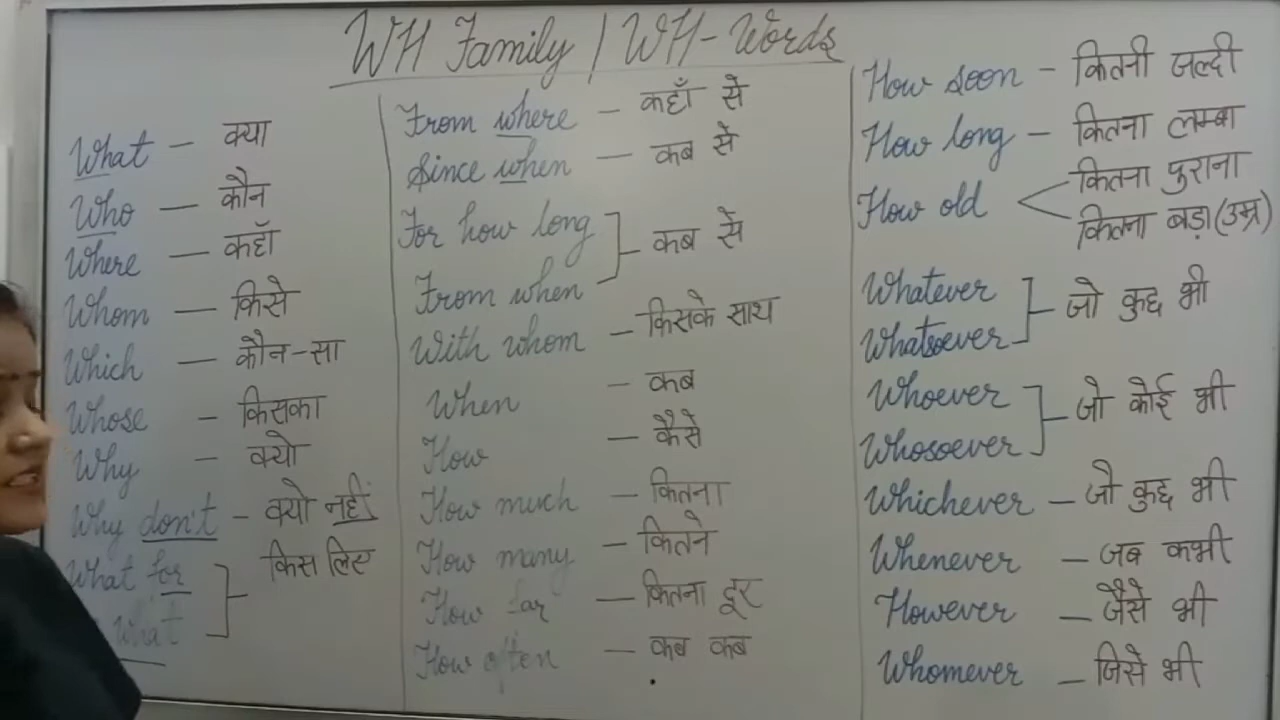 WH Family / WH-Words
What - क्या
Who - कौन
Where - कहाँ
Whom - किसे
Which - कौन-सा
Whose - किसका
Why - क्यो
Why don't - क्यो नहीं
What for
किस लिए
What
From where - कहाँ से
Since when - कब से
For how long
From when
कब से
With whom - किसके साथ
When - कब
How - कैसे
How much - कितना
How many - कितने
How far - कितना दूर
How often - कब कब
How soon - कितनी जल्दी
How long - कितना लम्बा
How old
कितना पुराना
कितना बड़ा (उम्र)
Whatever
Whatsoever
जो कुछ भी
Whoever
Whosoever
जो कोई भी
Whichever - जो कुछ भी
Whenever - जब कभी
However - जैसे भी
Whomever - जिसे भी